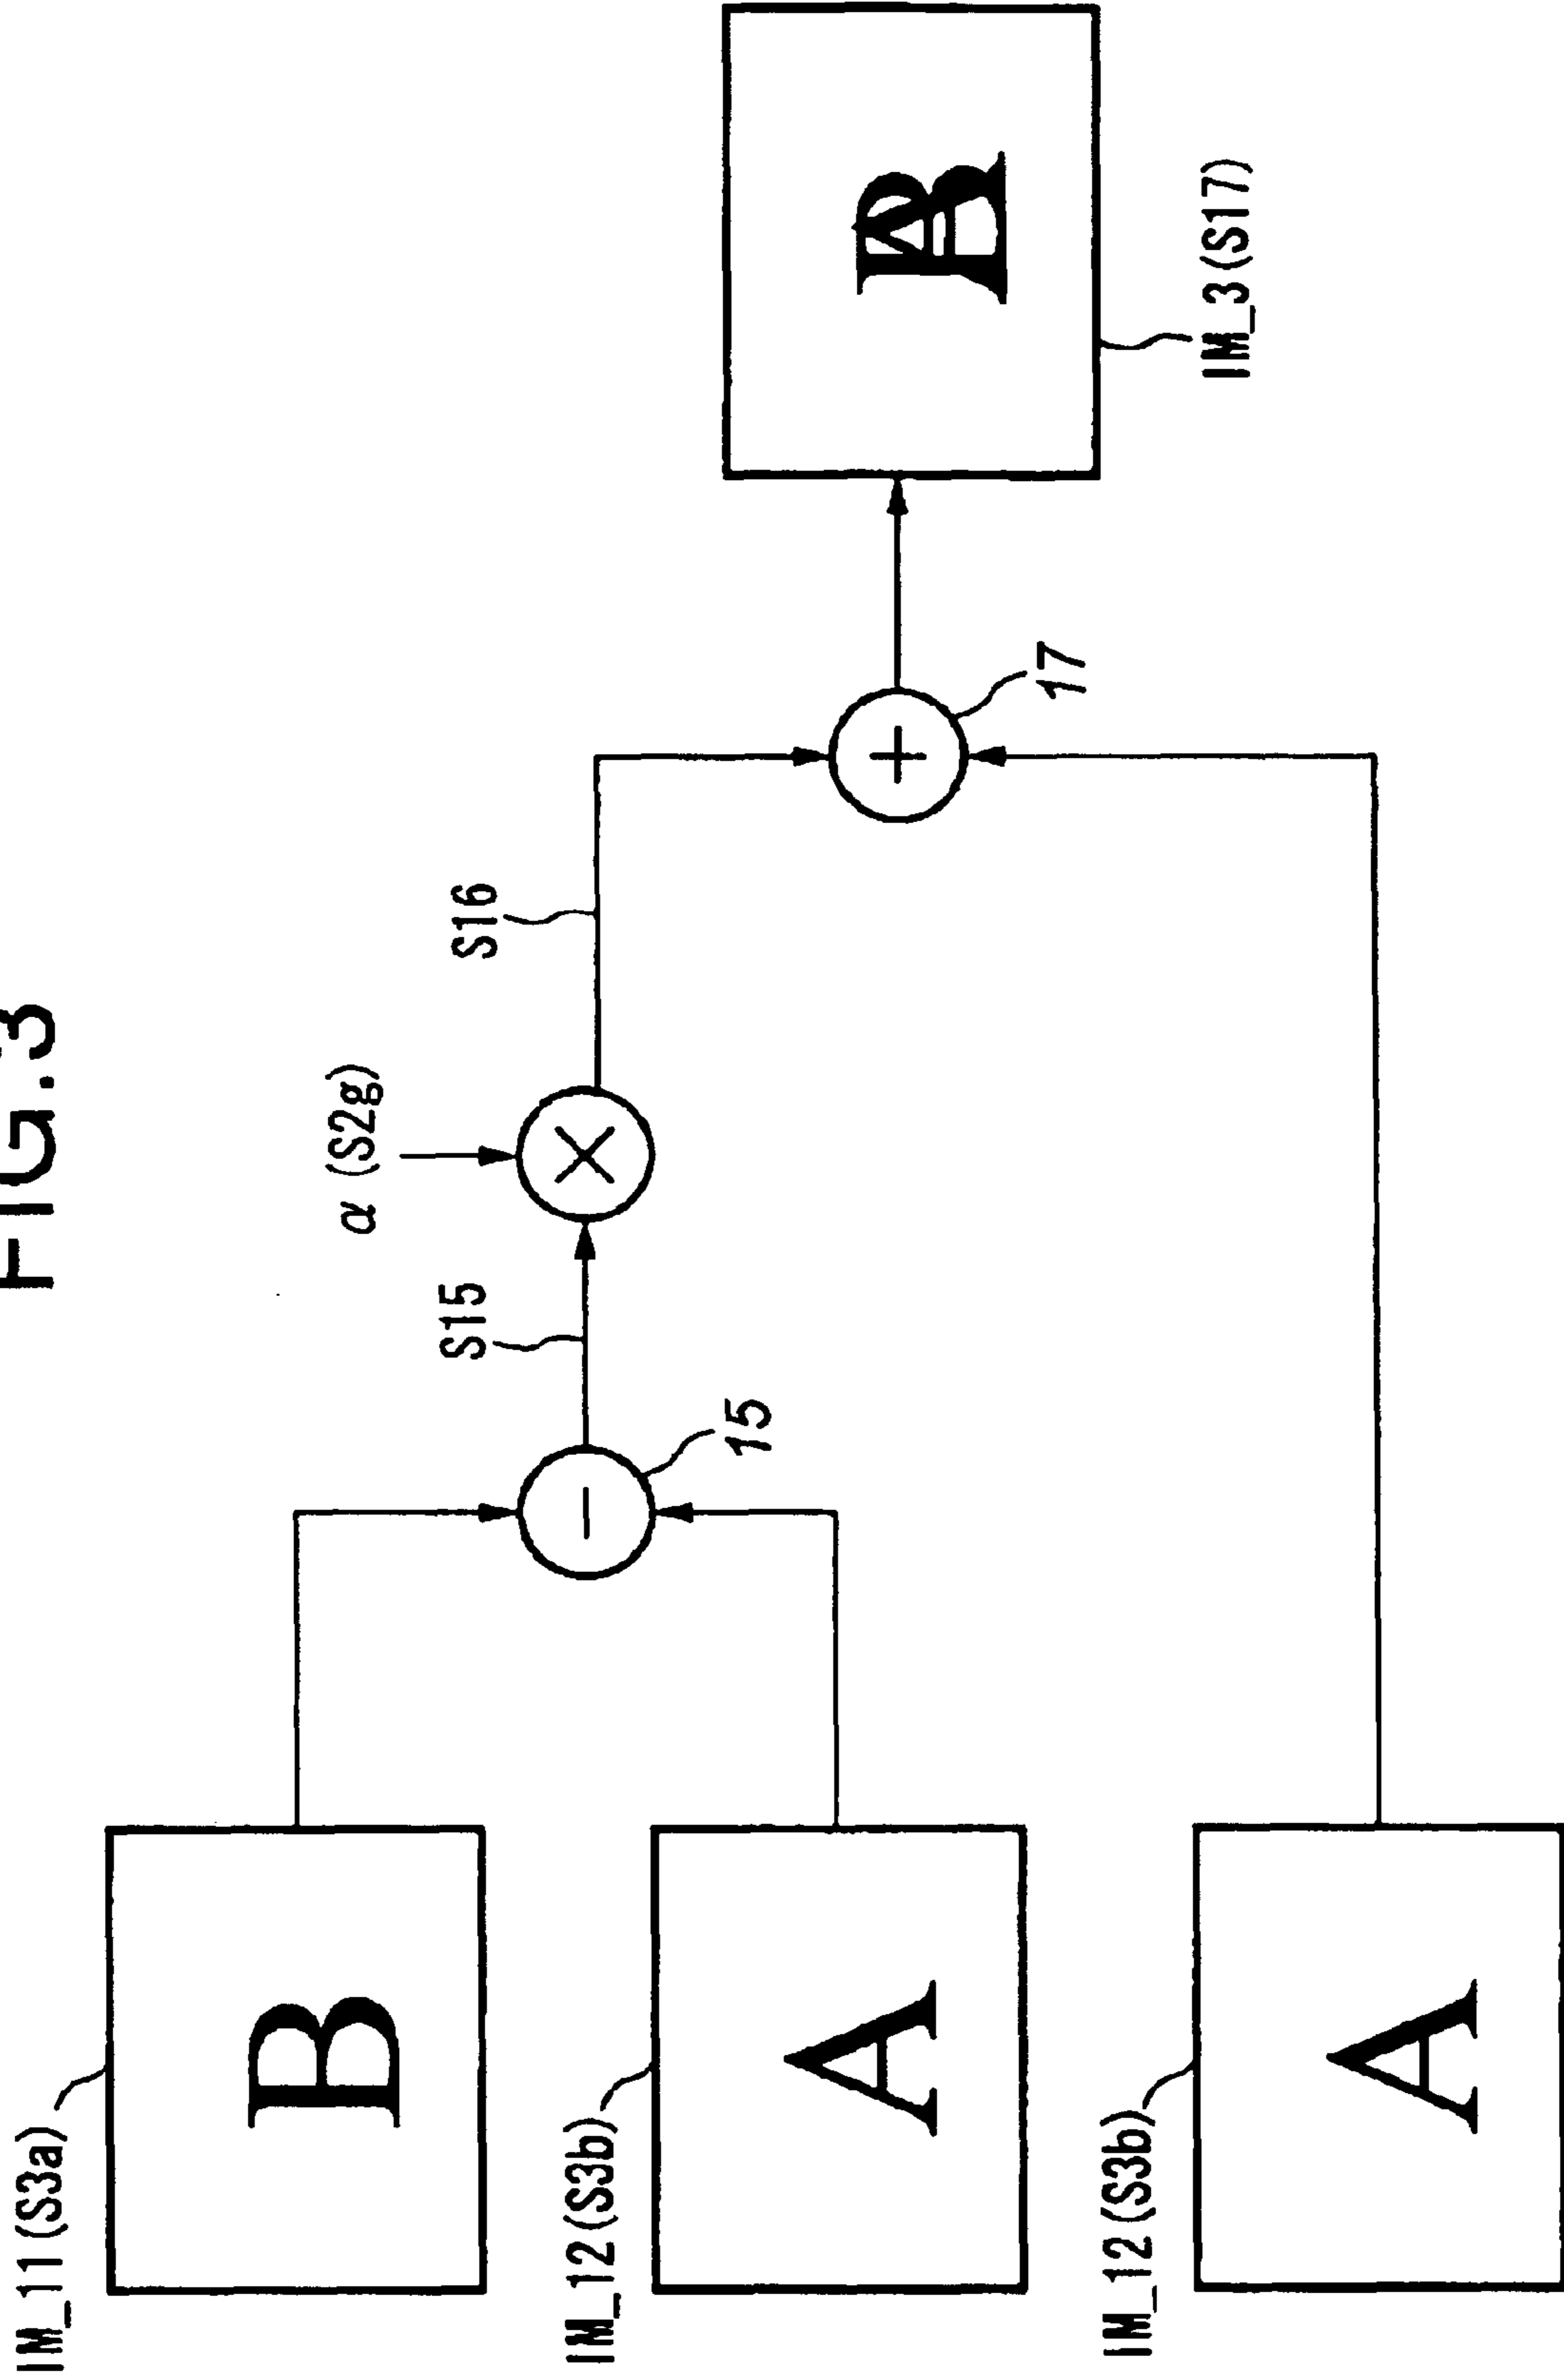 FIG.3
IM_11(S3a)
B
IM_12(S3b)
A
IM_12(S3b)
A
15
S15
α (S2g)
S16
17
IM_3(S17)